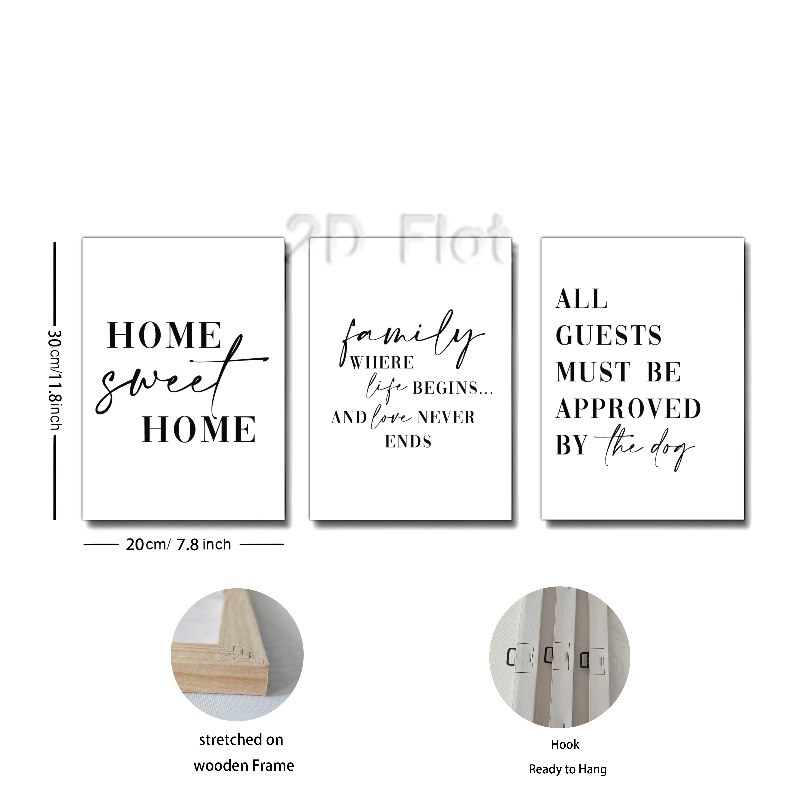 2D Flat
HOME
sweet
HOME
family
WHERE
life BEGINS...
AND love NEVER
ENDS
ALL
GUESTS
MUST BE
APPROVED
BY the dog
30cm/11.8inch
20cm/ 7.8 inch
stretched on
wooden Frame
Hook
Ready to Hang